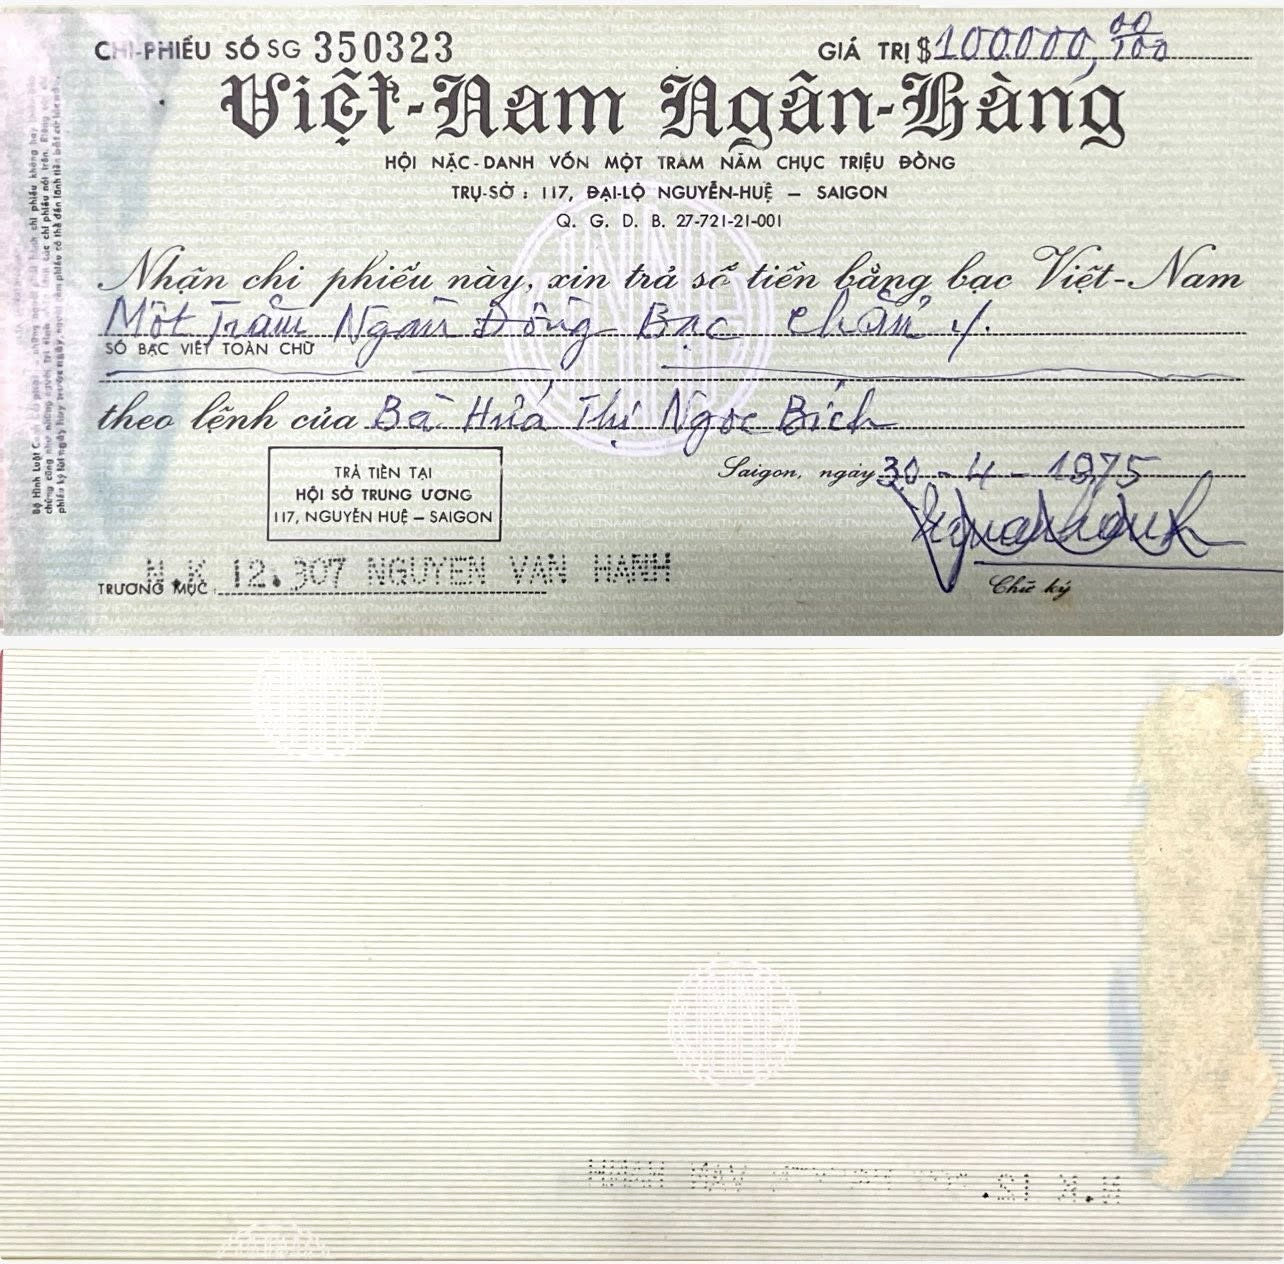 CHI-PHIẾU SỐ SG 350323
GIÁ TRỊ $ 100000,00/100
Việt-Nam Ngân-Hàng
HỘI NẶC-DANH VỐN MỘT TRĂM NĂM CHỤC TRIỆU ĐỒNG
TRỤ-SỞ : 117, ĐẠI-LỘ NGUYỄN-HUỆ – SAIGON
Q. G. D. B. 27-721-21-001
Nhận chi phiếu này, xin trả số tiền bằng bạc Việt-Nam
Một Trăm Ngàn Đồng Bạc chẵn
SỐ BẠC VIẾT TOÀN CHỮ
theo lệnh của Bà Hứa Thị Ngọc Bích
Saigon, ngày 30-4-1975
TRẢ TIỀN TẠI
HỘI SỞ TRUNG ƯƠNG
117, NGUYỄN HUỆ – SAIGON
N.K 12.307 NGUYEN VAN HANH
TRƯƠNG MỤC
Chữ ký